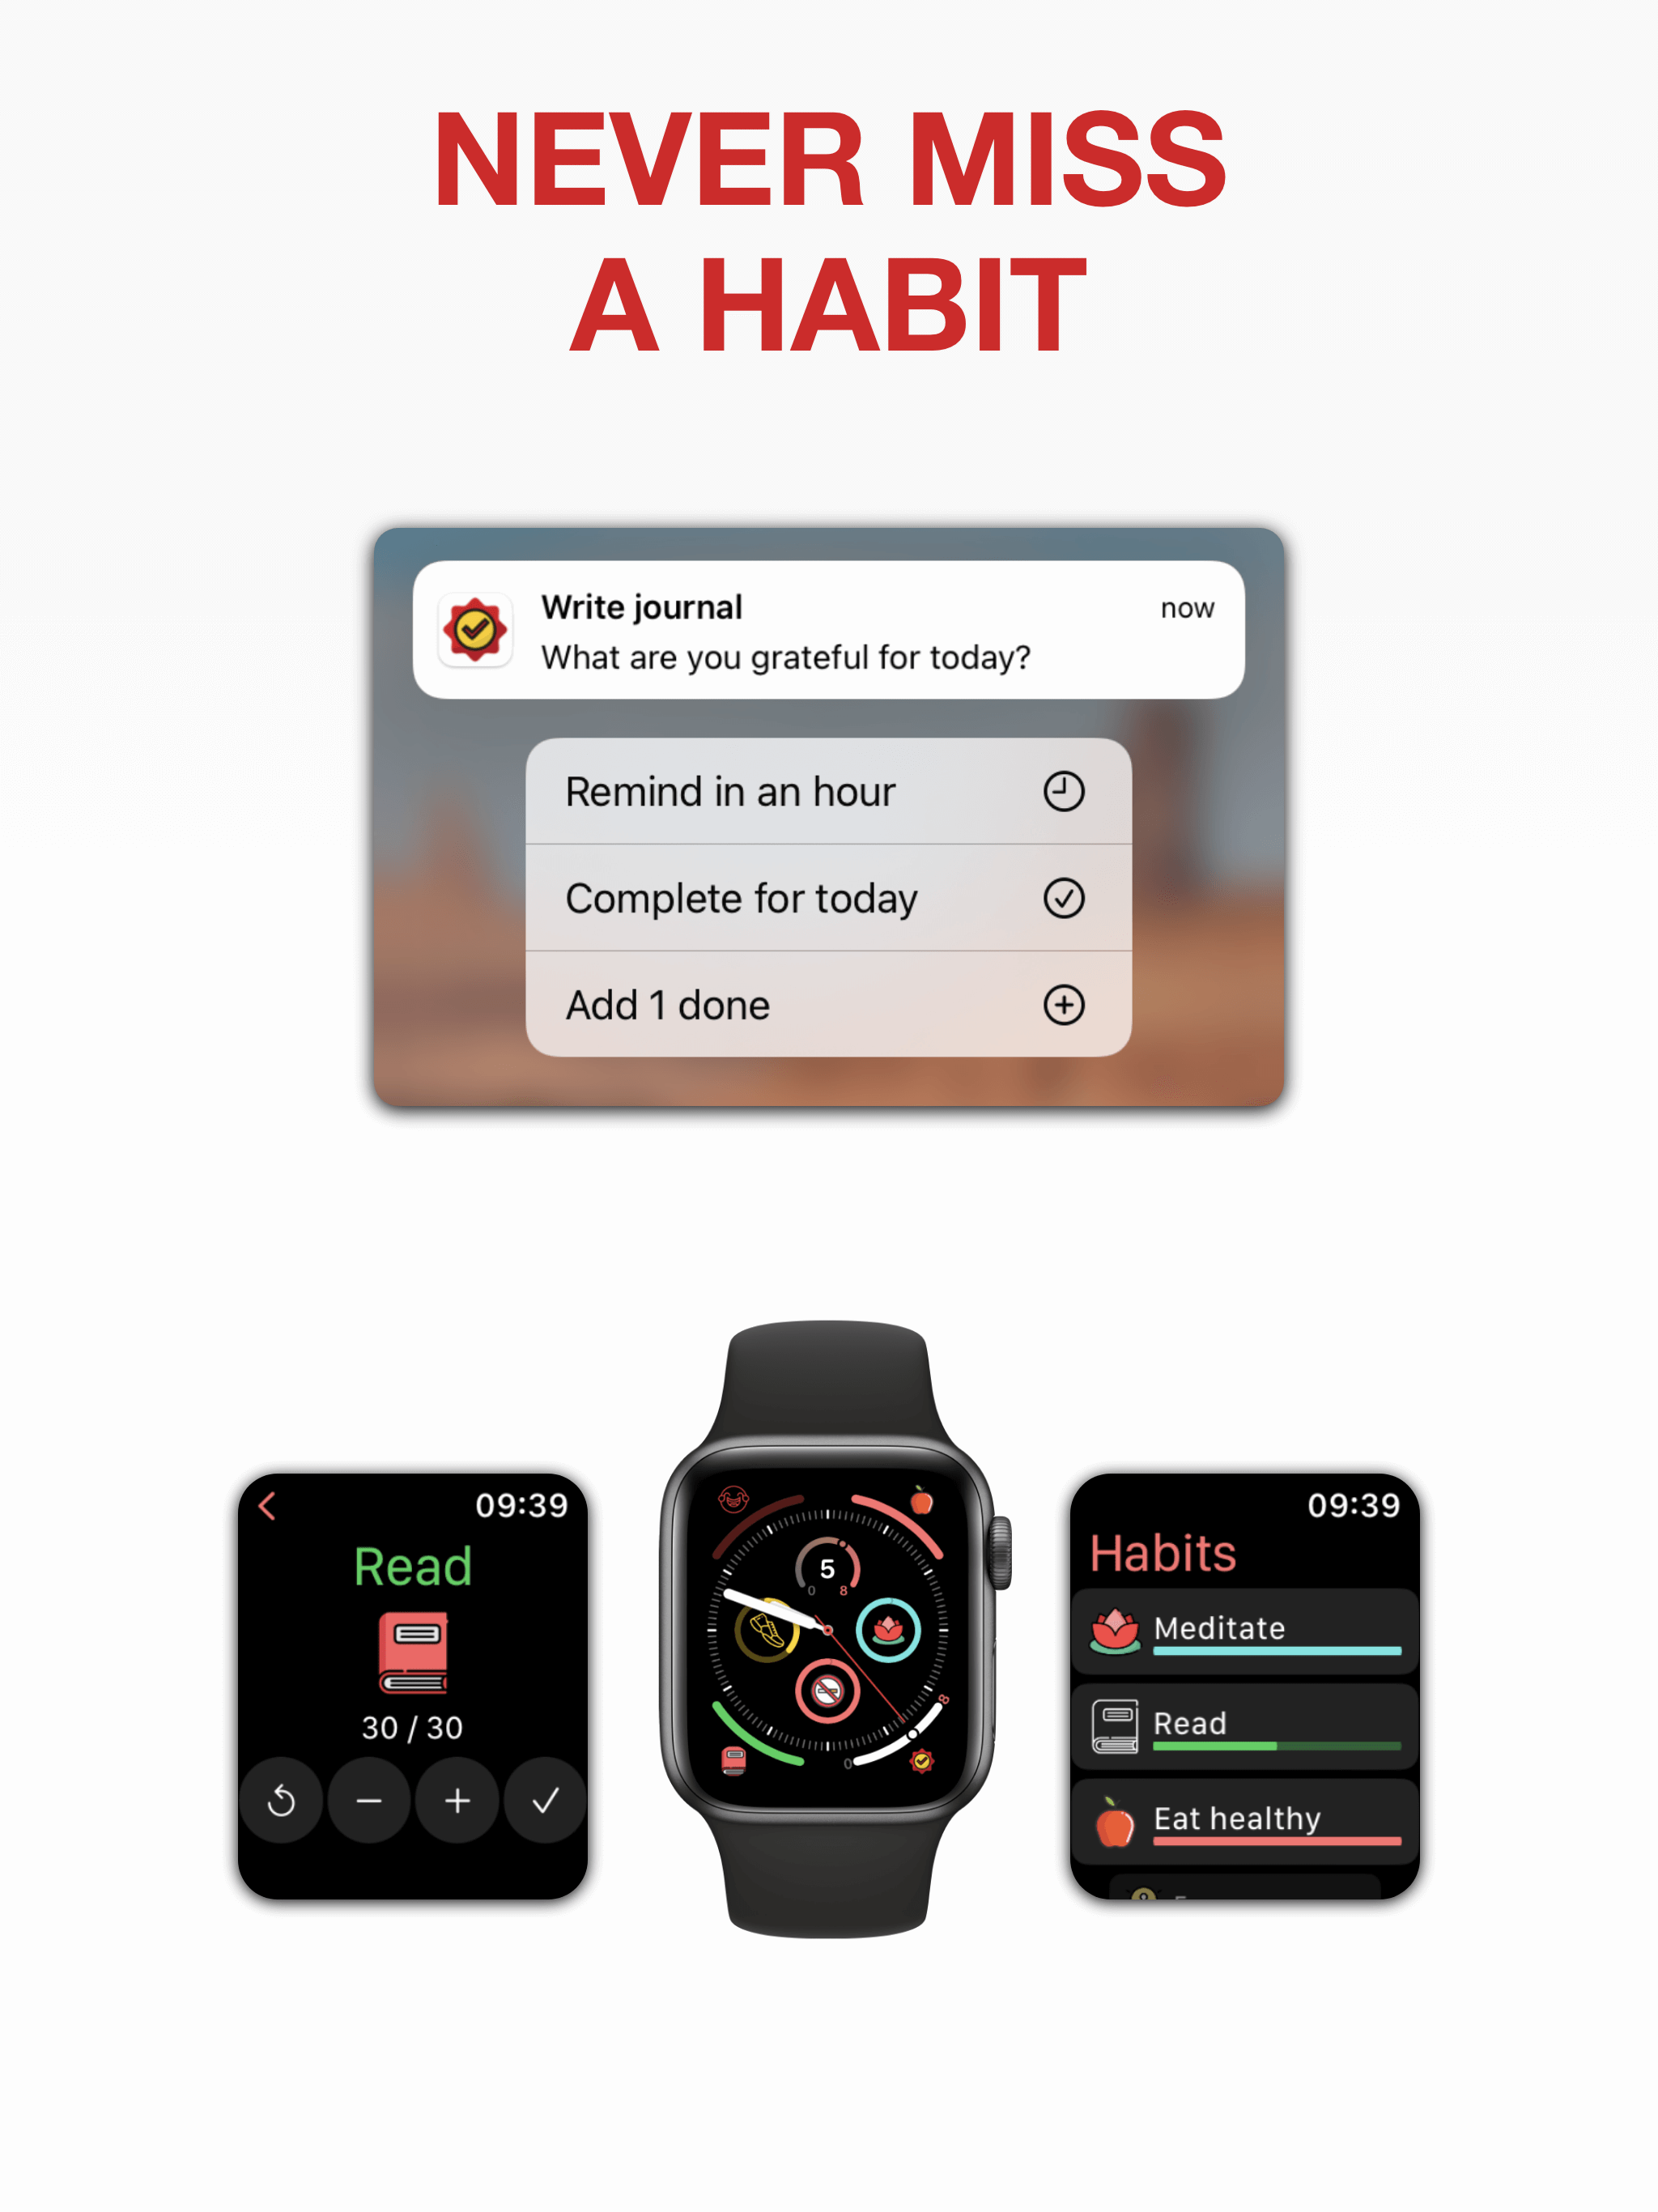 NEVER MISS
A HABIT
Write journal
now
What are you grateful for today?
Remind in an hour
Complete for today
Add 1 done
09:39
Read
30 / 30
5
0
8
8
0
09:39
Habits
Meditate
Read
Eat healthy